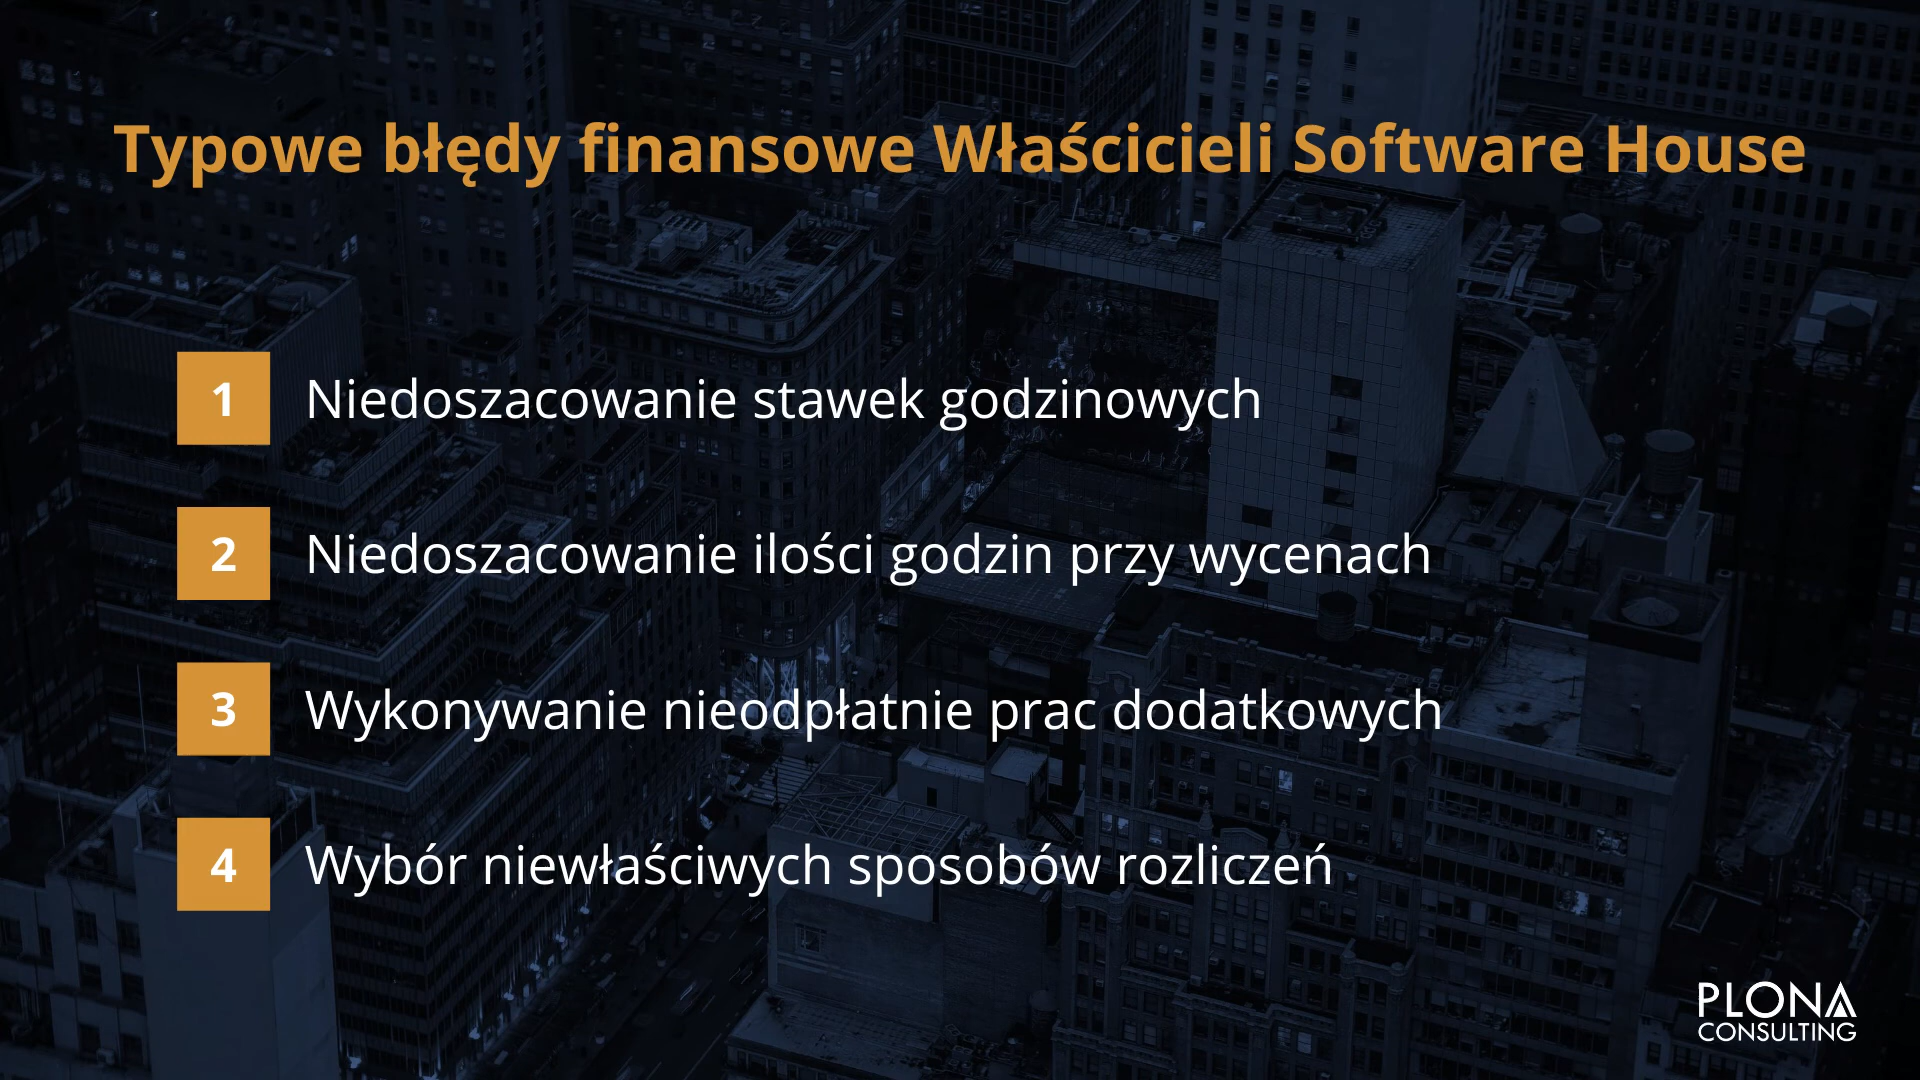 Typowe błędy finansowe Właścicieli Software House
1 Niedoszacowanie stawek godzinowych
2 Niedoszacowanie ilości godzin przy wycenach
3 Wykonywanie nieodpłatnie prac dodatkowych
4 Wybór niewłaściwych sposobów rozliczeń
PLONA
CONSULTING